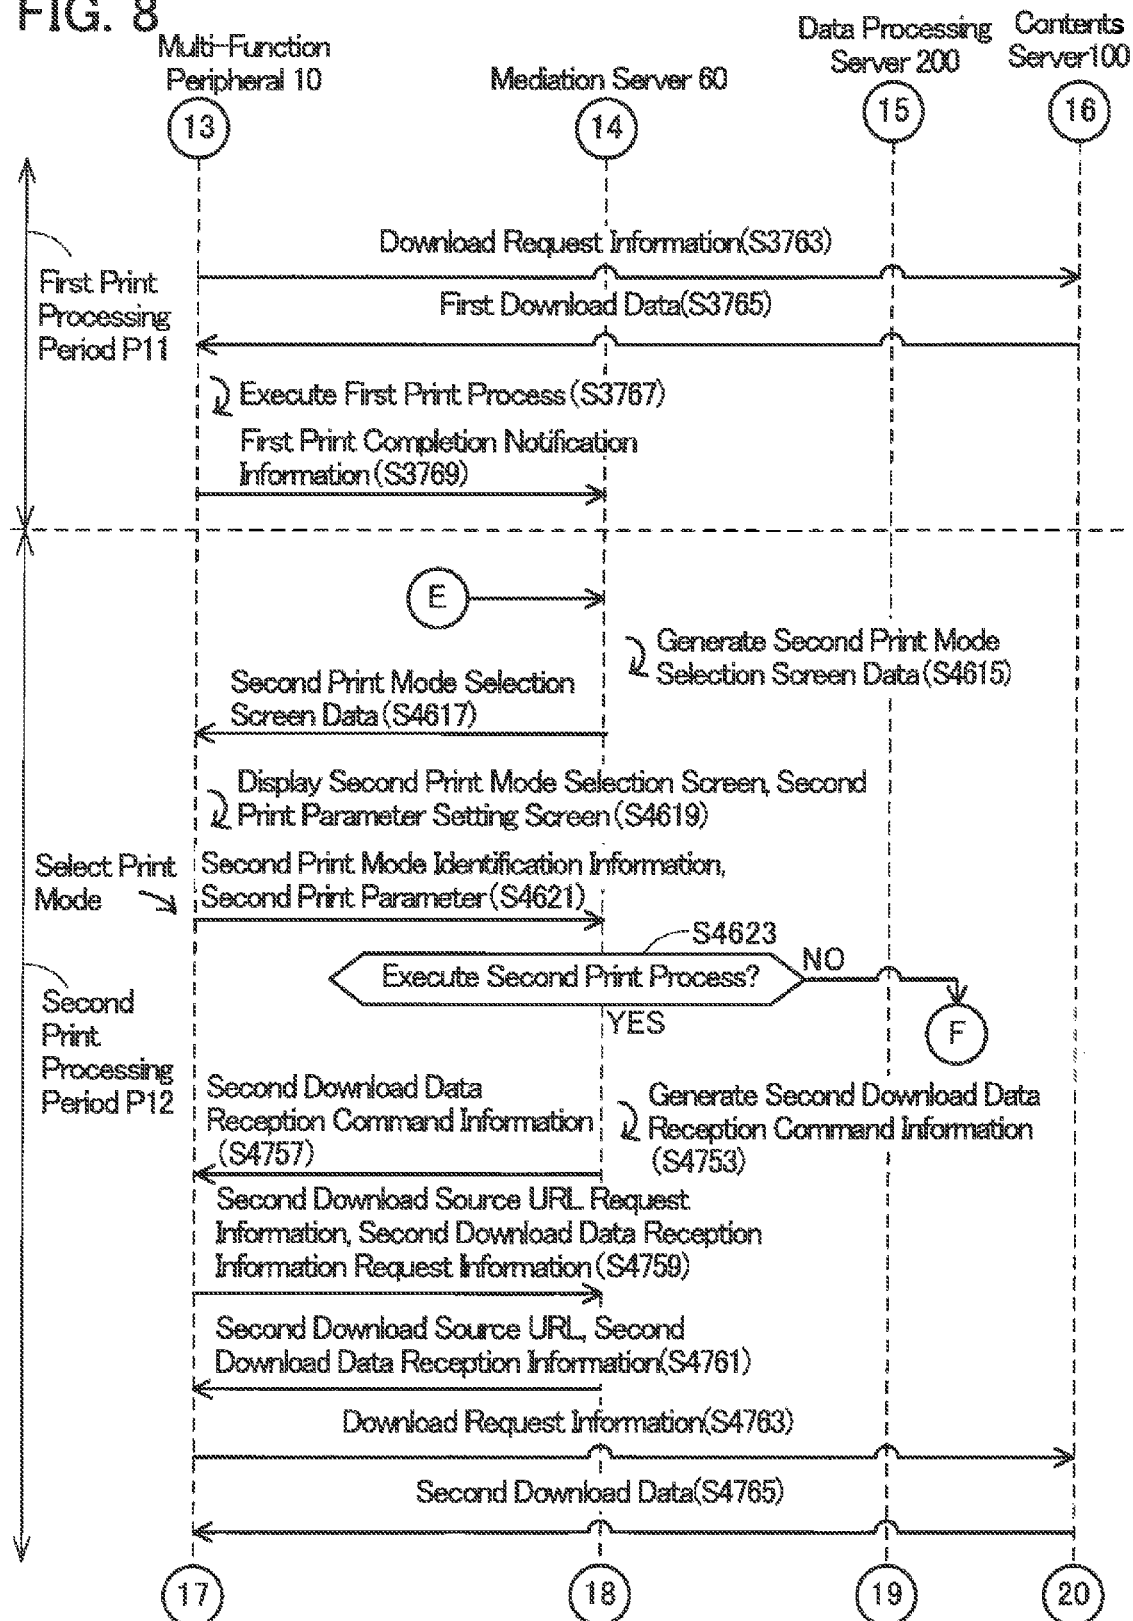 FIG. 8
Multi-Function
Peripheral 10
Mediation Server 60
Data Processing
Server 200
Contents
Server100
13
14
15
16
Download Request Information(S3763)
First Download Data(S3765)
First Print
Processing
Period P11
Execute First Print Process(S3767)
First Print Completion Notification
Information(S3769)
E
Generate Second Print Mode
Selection Screen Data(S4615)
Second Print Mode Selection
Screen Data(S4617)
Display Second Print Mode Selection Screen, Second
Print Parameter Setting Screen(S4619)
Select Print
Mode
Second Print Mode Identification Information,
Second Print Parameter(S4621)
S4623
Execute Second Print Process?
NO
YES
F
Second
Print
Processing
Period P12
Second Download Data
Reception Command Information
(S4757)
Generate Second Download Data
Reception Command Information
(S4753)
Second Download Source URL Request
Information, Second Download Data Reception
Information Request Information(S4759)
Second Download Source URL, Second
Download Data Reception Information(S4761)
Download Request Information(S4763)
Second Download Data(S4765)
17
18
19
20